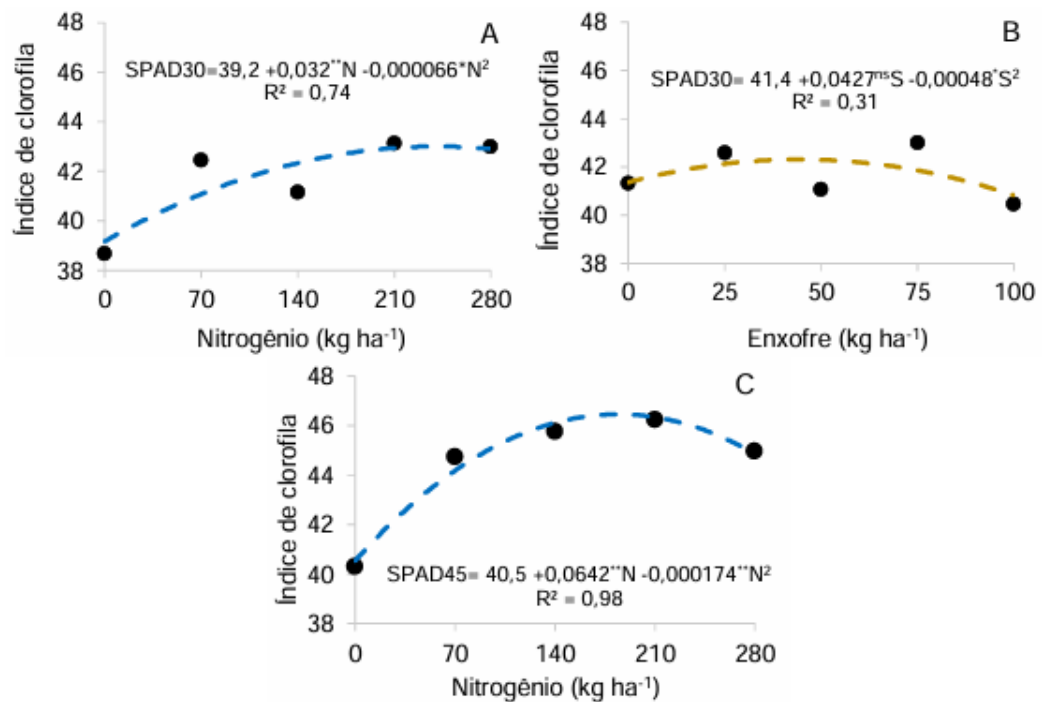 A
48
46
44
42
40
38
Índice de clorofila
SPAD30=39,2 +0,032**N -0,000066*N²
R² = 0,74
0 70 140 210 280
Nitrogênio (kg ha⁻¹)
B
48
46
44
42
40
38
Índice de clorofila
SPAD30= 41,4 +0,0427ⁿˢS -0,00048*S²
R² = 0,31
0 25 50 75 100
Enxofre (kg ha⁻¹)
C
48
46
44
42
40
38
Índice de clorofila
SPAD45= 40,5 +0,0642**N -0,000174**N²
R² = 0,98
0 70 140 210 280
Nitrogênio (kg ha⁻¹)